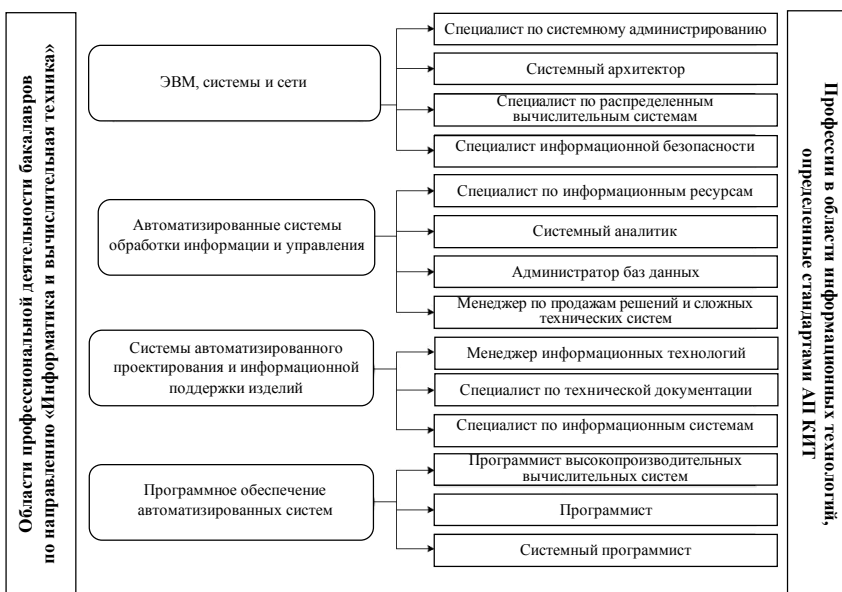 Области профессиональной деятельности бакалавров
по направлению «Информатика и вычислительная техника»
ЭВМ, системы и сети
Специалист по системному администрированию
Системный архитектор
Специалист по распределенным
вычислительным системам
Специалист информационной безопасности
Автоматизированные системы
обработки информации и управления
Специалист по информационным ресурсам
Системный аналитик
Администратор баз данных
Менеджер по продажам решений и сложных
технических систем
Системы автоматизированного
проектирования и информационной
поддержки изделий
Менеджер информационных технологий
Специалист по технической документации
Специалист по информационным системам
Программное обеспечение
автоматизированных систем
Программист высокопроизводительных
вычислительных систем
Программист
Системный программист
Профессии в области информационных технологий,
определенные стандартами АП КИТ